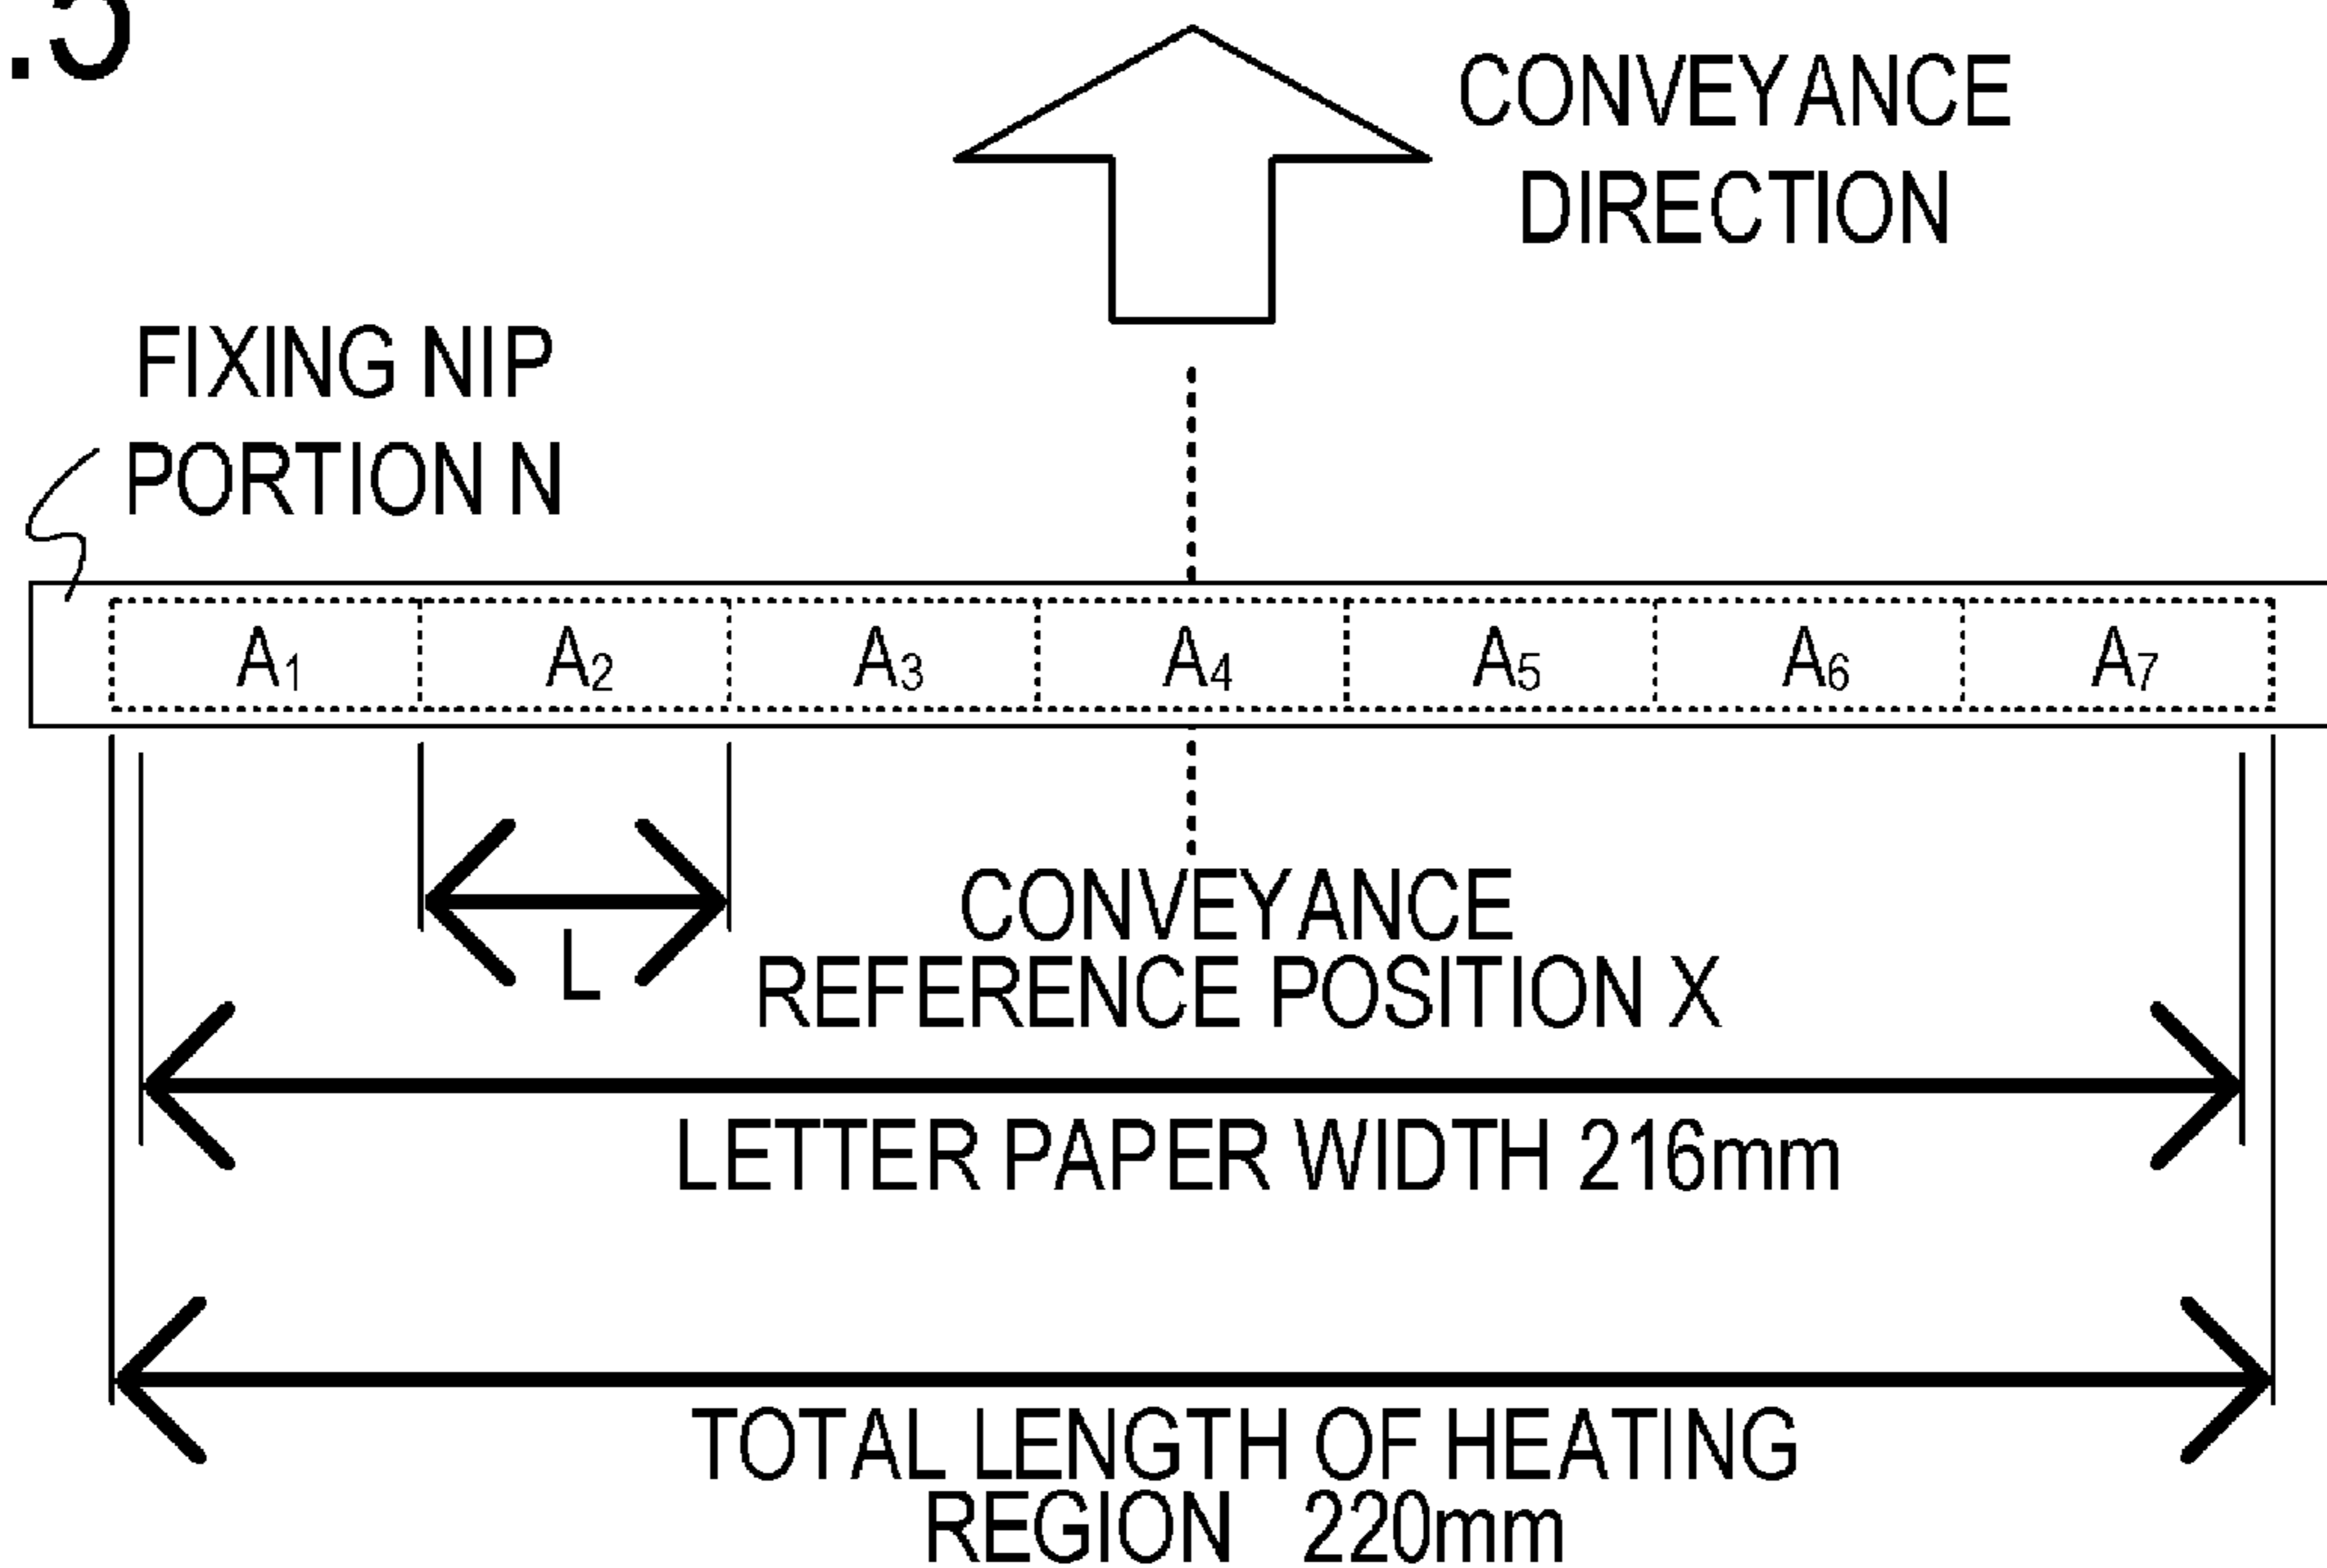 .5
CONVEYANCE
DIRECTION
FIXING NIP
PORTION N
A1 A2 A3 A4 A5 A6 A7
L
CONVEYANCE
REFERENCE POSITION X
LETTER PAPER WIDTH 216mm
TOTAL LENGTH OF HEATING
REGION 220mm